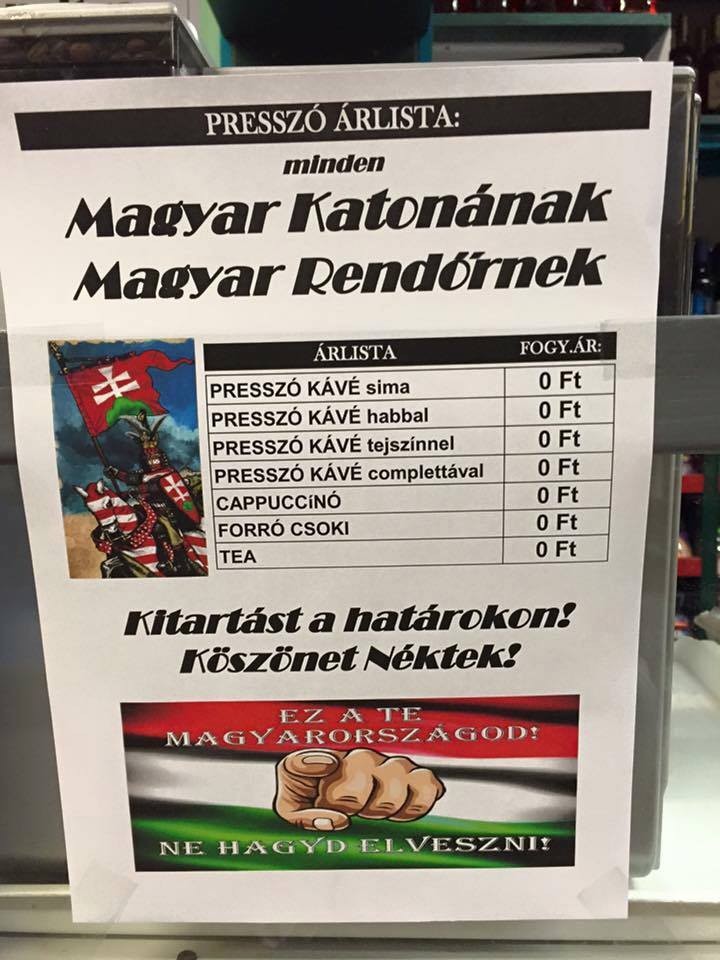 PRESSZÓ ÁRLISTA:
minden
Magyar Katonának
Magyar Rendőrnek
ÁRLISTA FOGY.ÁR:
PRESSZÓ KÁVÉ sima 0 Ft
PRESSZÓ KÁVÉ habbal 0 Ft
PRESSZÓ KÁVÉ tejszínnel 0 Ft
PRESSZÓ KÁVÉ complettával 0 Ft
CAPPUCCíNÓ 0 Ft
FORRÓ CSOKI 0 Ft
TEA 0 Ft
Kitartást a határokon!
Köszönet Néktek!
EZ A TE
MAGYARORSZÁGOD!
NE HAGYD ELVESZNI!